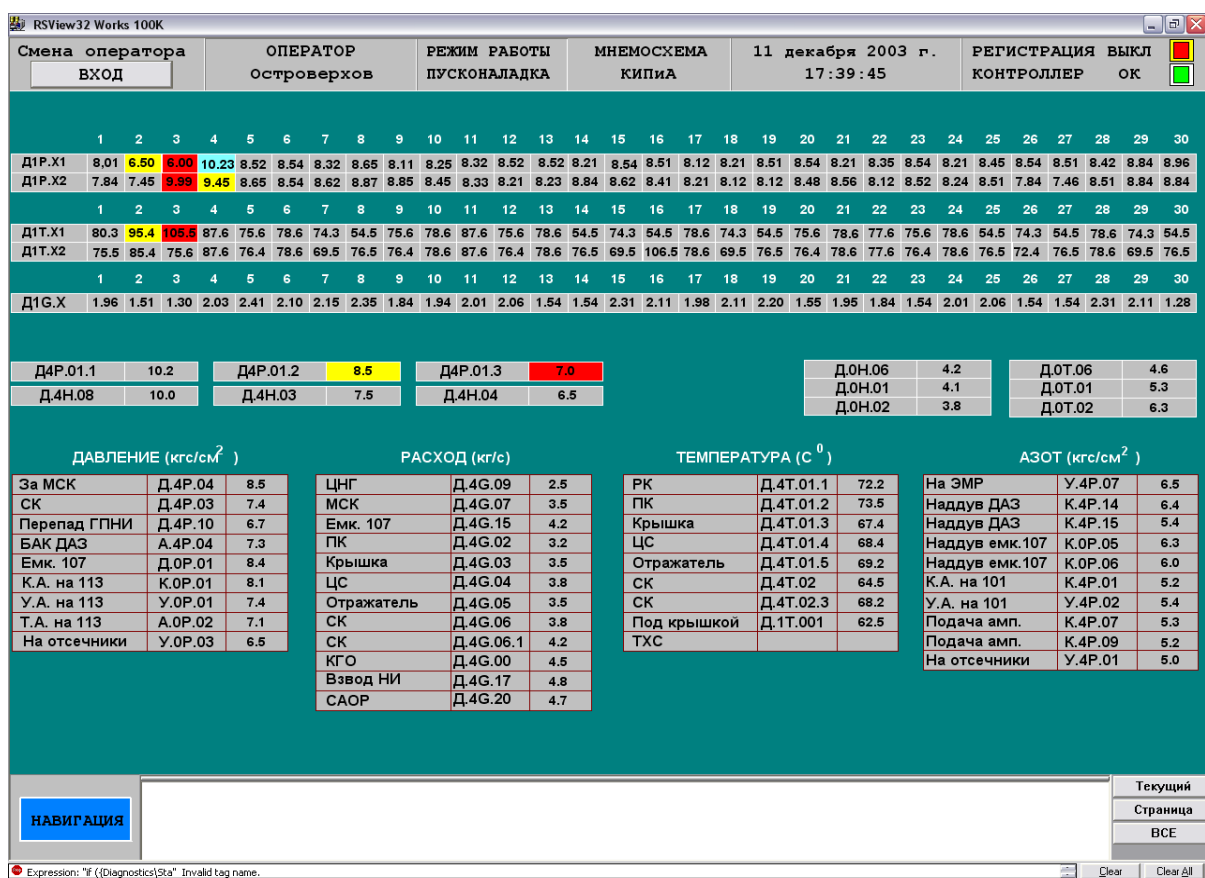 RSView32 Works 100K
Смена оператора ОПЕРАТОР РЕЖИМ РАБОТЫ МНЕМОСХЕМА 11 декабря 2003 г. РЕГИСТРАЦИЯ ВЫКЛ
ВХОД Островерхов ПУСКОНАЛАДКА КИПиА 17:39:45 КОНТРОЛЛЕР ОК
1 2 3 4 5 6 7 8 9 10 11 12 13 14 15 16 17 18 19 20 21 22 23 24 25 26 27 28 29 30
Д1Р.Х1 8,01 6.50 6.00 10.23 8.52 8.54 8.32 8.65 8.11 8.25 8.32 8.52 8.52 8.21 8.54 8.51 8.12 8.21 8.51 8.54 8.21 8.35 8.54 8.21 8.45 8.54 8.51 8.42 8.84 8.96
Д1Р.Х2 7.84 7.45 9.99 9.45 8.65 8.54 8.62 8.87 8.85 8.45 8.33 8.21 8.23 8.84 8.62 8.41 8.21 8.12 8.12 8.48 8.56 8.12 8.52 8.24 8.51 7.84 7.46 8.51 8.84 8.84
1 2 3 4 5 6 7 8 9 10 11 12 13 14 15 16 17 18 19 20 21 22 23 24 25 26 27 28 29 30
Д1Т.Х1 80.3 95.4 105.5 87.6 75.6 78.6 74.3 54.5 75.6 78.6 87.6 75.6 78.6 54.5 74.3 54.5 78.6 74.3 54.5 75.6 78.6 77.6 75.6 78.6 54.5 74.3 54.5 78.6 74.3 54.5
Д1Т.Х2 75.5 85.4 75.6 87.6 76.4 78.6 69.5 76.5 76.4 78.6 87.6 76.4 78.6 76.5 69.5 106.5 78.6 69.5 76.5 76.4 78.6 77.6 76.4 78.6 76.5 72.4 76.5 78.6 69.5 76.5
1 2 3 4 5 6 7 8 9 10 11 12 13 14 15 16 17 18 19 20 21 22 23 24 25 26 27 28 29 30
Д1G.X 1.96 1.51 1.30 2.03 2.41 2.10 2.15 2.35 1.84 1.94 2.01 2.06 1.54 1.54 2.31 2.11 1.98 2.11 2.20 1.55 1.95 1.84 1.54 2.01 2.06 1.54 1.54 2.31 2.11 1.28
Д4Р.01.1 10.2 Д4Р.01.2 8.5 Д4Р.01.3 7.0 Д.0Н.06 4.2 Д.0Т.06 4.6
Д.4Н.08 10.0 Д.4Н.03 7.5 Д.4Н.04 6.5 Д.0Н.01 4.1 Д.0Т.01 5.3
Д.0Н.02 3.8 Д.0Т.02 6.3
ДАВЛЕНИЕ (кгс/см²)
За МСК Д.4Р.04 8.5
СК Д.4Р.03 7.4
Перепад ГПНИ Д.4Р.10 6.7
БАК ДАЗ А.4Р.04 7.3
Емк. 107 Д.0Р.01 8.4
К.А. на 113 К.0Р.01 8.1
У.А. на 113 У.0Р.01 7.4
Т.А. на 113 А.0Р.02 7.1
На отсечники У.0Р.03 6.5
РАСХОД (кг/с)
ЦНГ Д.4G.09 2.5
МСК Д.4G.07 3.5
Емк. 107 Д.4G.15 4.2
ПК Д.4G.02 3.2
Крышка Д.4G.03 3.5
ЦС Д.4G.04 3.8
Отражатель Д.4G.05 3.5
СК Д.4G.06 3.8
СК Д.4G.06.1 4.2
КГО Д.4G.00 4.5
Взвод НИ Д.4G.17 4.8
САОР Д.4G.20 4.7
ТЕМПЕРАТУРА (С⁰)
РК Д.4Т.01.1 72.2
ПК Д.4Т.01.2 73.5
Крышка Д.4Т.01.3 67.4
ЦС Д.4Т.01.4 68.4
Отражатель Д.4Т.01.5 69.2
СК Д.4Т.02 64.5
СК Д.4Т.02.3 68.2
Под крышкой Д.1Т.001 62.5
ТХС
АЗОТ (кгс/см²)
На ЭМР У.4Р.07 6.5
Наддув ДАЗ К.4Р.14 6.4
Наддув ДАЗ К.4Р.15 5.4
Наддув емк.107 К.0Р.05 6.3
Наддув емк.107 К.0Р.06 6.0
К.А. на 101 К.4Р.01 5.2
У.А. на 101 У.4Р.02 5.4
Подача амп. К.4Р.07 5.3
Подача амп. К.4Р.09 5.2
На отсечники У.4Р.01 5.0
НАВИГАЦИЯ
Текущий
Страница
ВСЕ
Expression: "if ({Diagnostics\Sta" Invalid tag name. Clear Clear All